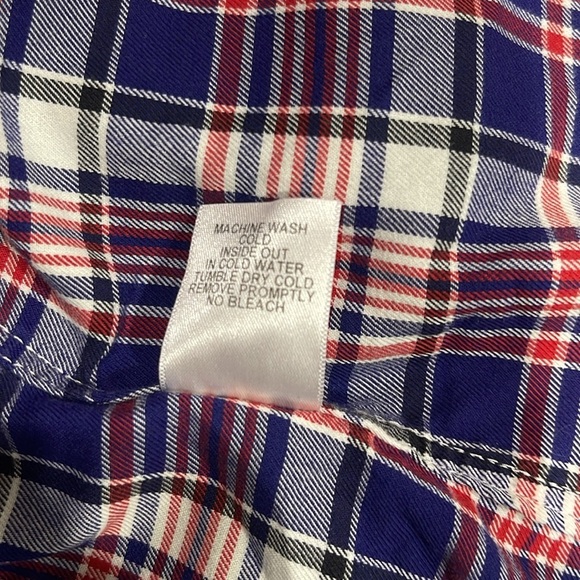 MACHINE WASH
COLD
INSIDE OUT
IN COLD WATER
TUMBLE DRY COLD
REMOVE PROMPTLY
NO BLEACH